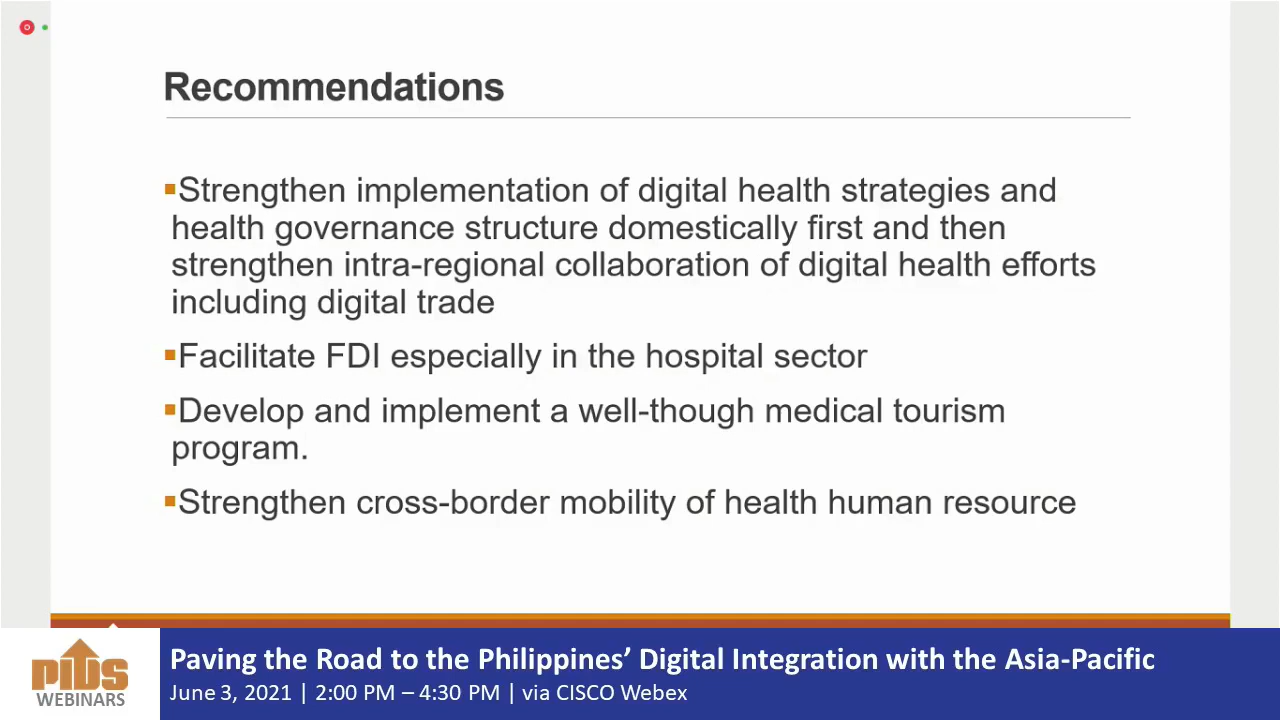 Recommendations
▪Strengthen implementation of digital health strategies and
health governance structure domestically first and then
strengthen intra-regional collaboration of digital health efforts
including digital trade
▪Facilitate FDI especially in the hospital sector
▪Develop and implement a well-though medical tourism
program.
▪Strengthen cross-border mobility of health human resource
PIDS
WEBINARS
Paving the Road to the Philippines’ Digital Integration with the Asia-Pacific
June 3, 2021 | 2:00 PM – 4:30 PM | via CISCO Webex